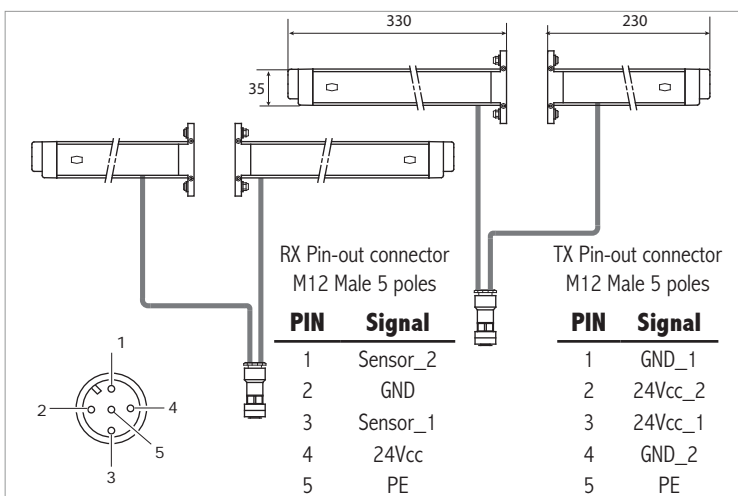 330
230
35
RX Pin-out connector
M12 Male 5 poles
PIN Signal
1 Sensor_2
2 GND
3 Sensor_1
4 24Vcc
5 PE
TX Pin-out connector
M12 Male 5 poles
PIN Signal
1 GND_1
2 24Vcc_2
3 24Vcc_1
4 GND_2
5 PE
1
2
4
5
3